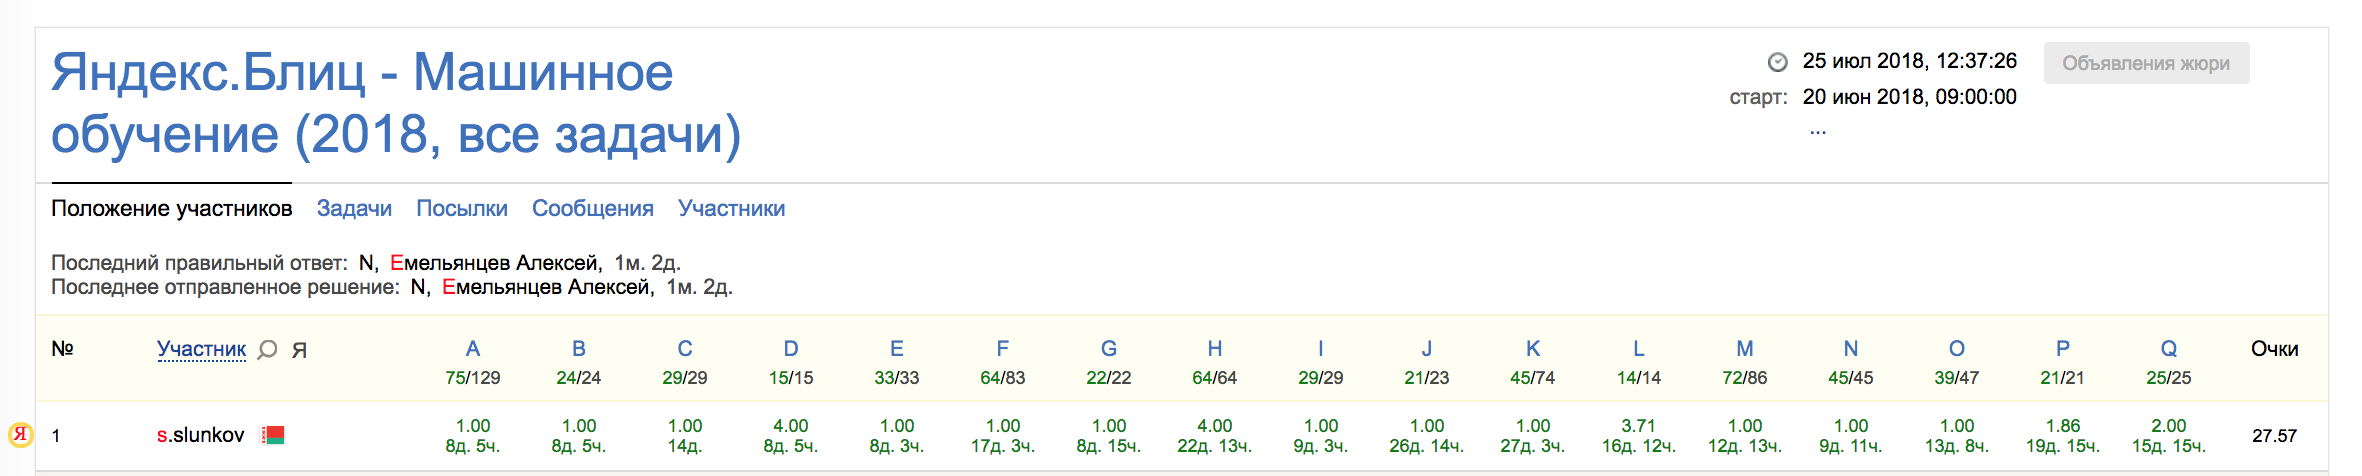 Яндекс.Блиц - Машинное
обучение (2018, все задачи)
25 июл 2018, 12:37:26
Объявления жюри
старт: 20 июн 2018, 09:00:00
...
Положение участников Задачи Посылки Сообщения Участники
Последний правильный ответ: N, Емельянцев Алексей, 1м. 2д.
Последнее отправленное решение: N, Емельянцев Алексей, 1м. 2д.
№ Участник Я A B C D E F G H I J K L M N O P Q Очки
75/129 24/24 29/29 15/15 33/33 64/83 22/22 64/64 29/29 21/23 45/74 14/14 72/86 45/45 39/47 21/21 25/25
Я 1 s.slunkov 1.00 1.00 1.00 4.00 1.00 1.00 1.00 4.00 1.00 1.00 1.00 3.71 1.00 1.00 1.00 1.86 2.00 27.57
8д. 5ч. 8д. 5ч. 14д. 8д. 5ч. 8д. 3ч. 17д. 3ч. 8д. 15ч. 22д. 13ч. 9д. 3ч. 26д. 14ч. 27д. 3ч. 16д. 12ч. 12д. 13ч. 9д. 11ч. 13д. 8ч. 19д. 15ч. 15д. 15ч.